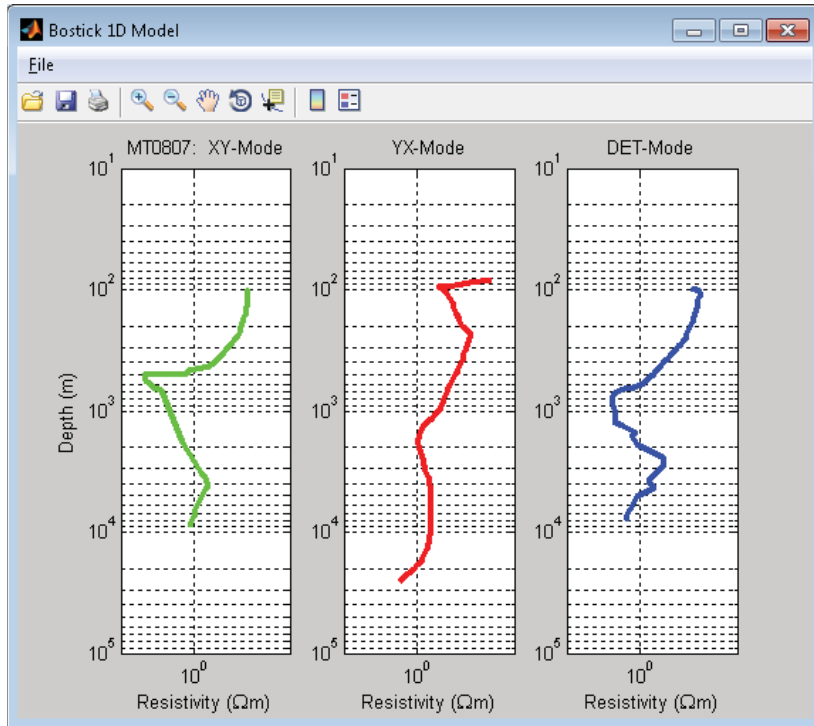 Bostick 1D Model
File
MT0807: XY-Mode
YX-Mode
DET-Mode
10¹
10²
10³
10⁴
10⁵
10¹
10²
10³
10⁴
10⁵
10¹
10²
10³
10⁴
10⁵
Depth (m)
10⁰
10⁰
10⁰
Resistivity (Ωm)
Resistivity (Ωm)
Resistivity (Ωm)